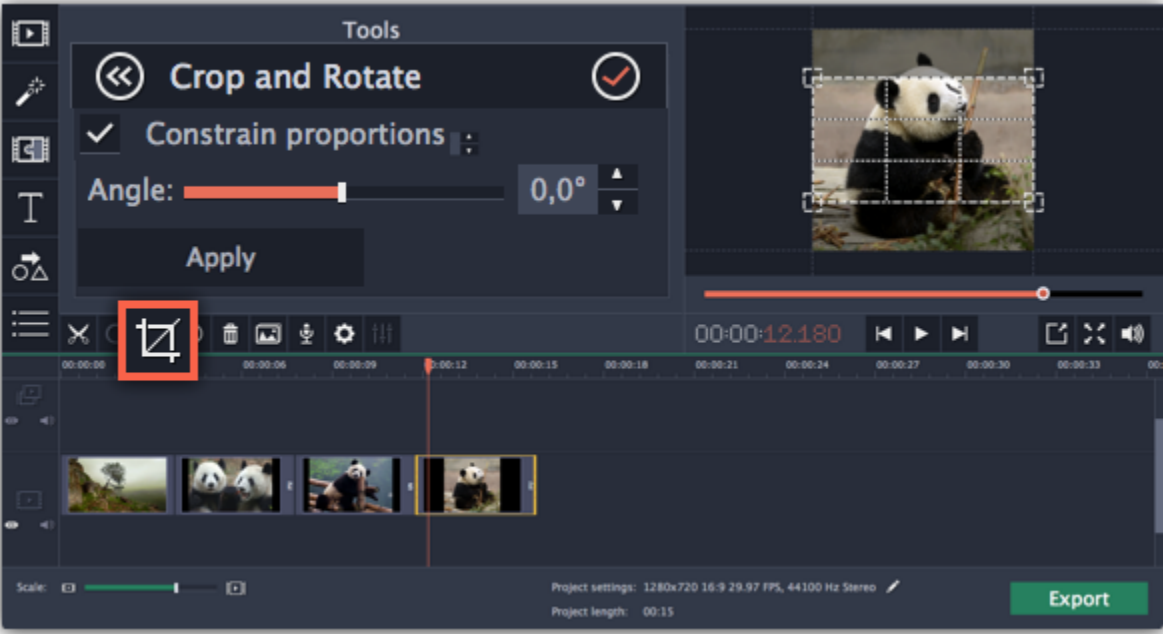 Tools
Crop and Rotate
Constrain proportions
Angle: 0,0°
Apply
00:00:12.180
00:00:00 00:00:06 00:00:09 0:00:12 00:00:15 00:00:18 00:00:21 00:00:24 00:00:27 00:00:30 00:00:33 00:
Scale:
Project settings: 1280x720 16:9 29.97 FPS, 44100 Hz Stereo
Project length: 00:15
Export